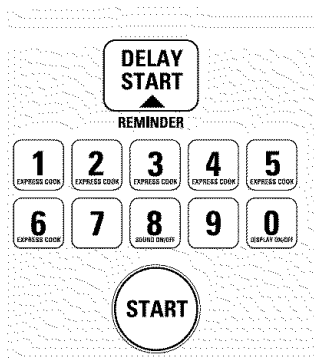 DELAY
START
REMINDER
1 2 3 4 5
EXPRESS COOK EXPRESS COOK EXPRESS COOK EXPRESS COOK EXPRESS COOK
6 7 8 9 0
EXPRESS COOK SOUND ON/OFF DISPLAY ON/OFF
START